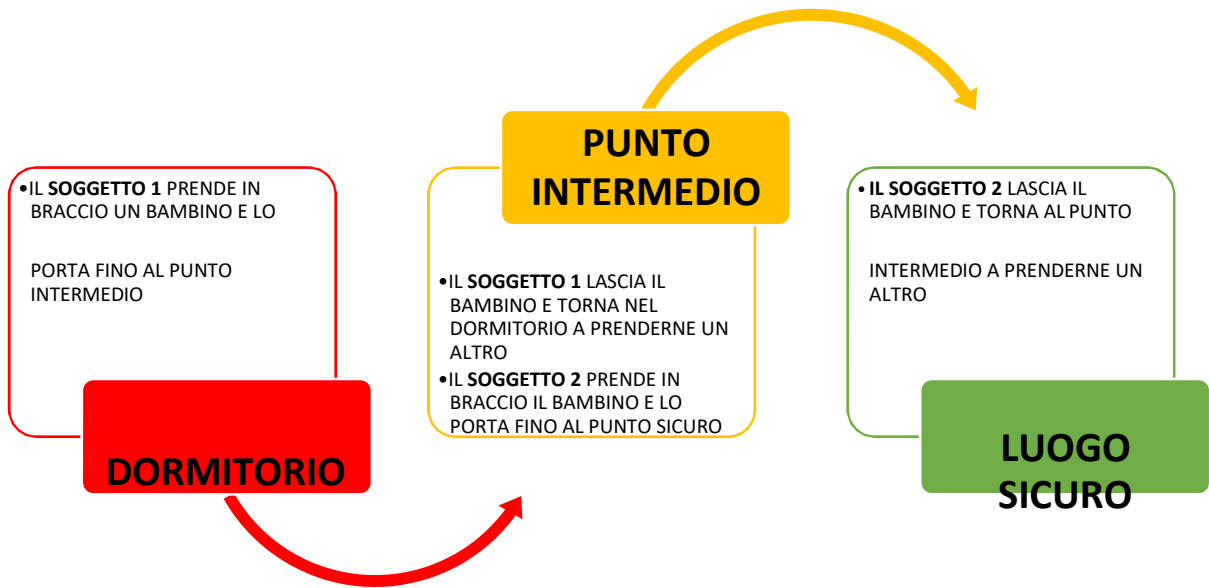 •IL SOGGETTO 1 PRENDE IN
BRACCIO UN BAMBINO E LO
PORTA FINO AL PUNTO
INTERMEDIO
DORMITORIO
PUNTO
INTERMEDIO
•IL SOGGETTO 1 LASCIA IL
BAMBINO E TORNA NEL
DORMITORIO A PRENDERNE UN
ALTRO
•IL SOGGETTO 2 PRENDE IN
BRACCIO IL BAMBINO E LO
PORTA FINO AL PUNTO SICURO
• IL SOGGETTO 2 LASCIA IL
BAMBINO E TORNA AL PUNTO
INTERMEDIO A PRENDERNE UN
ALTRO
LUOGO
SICURO